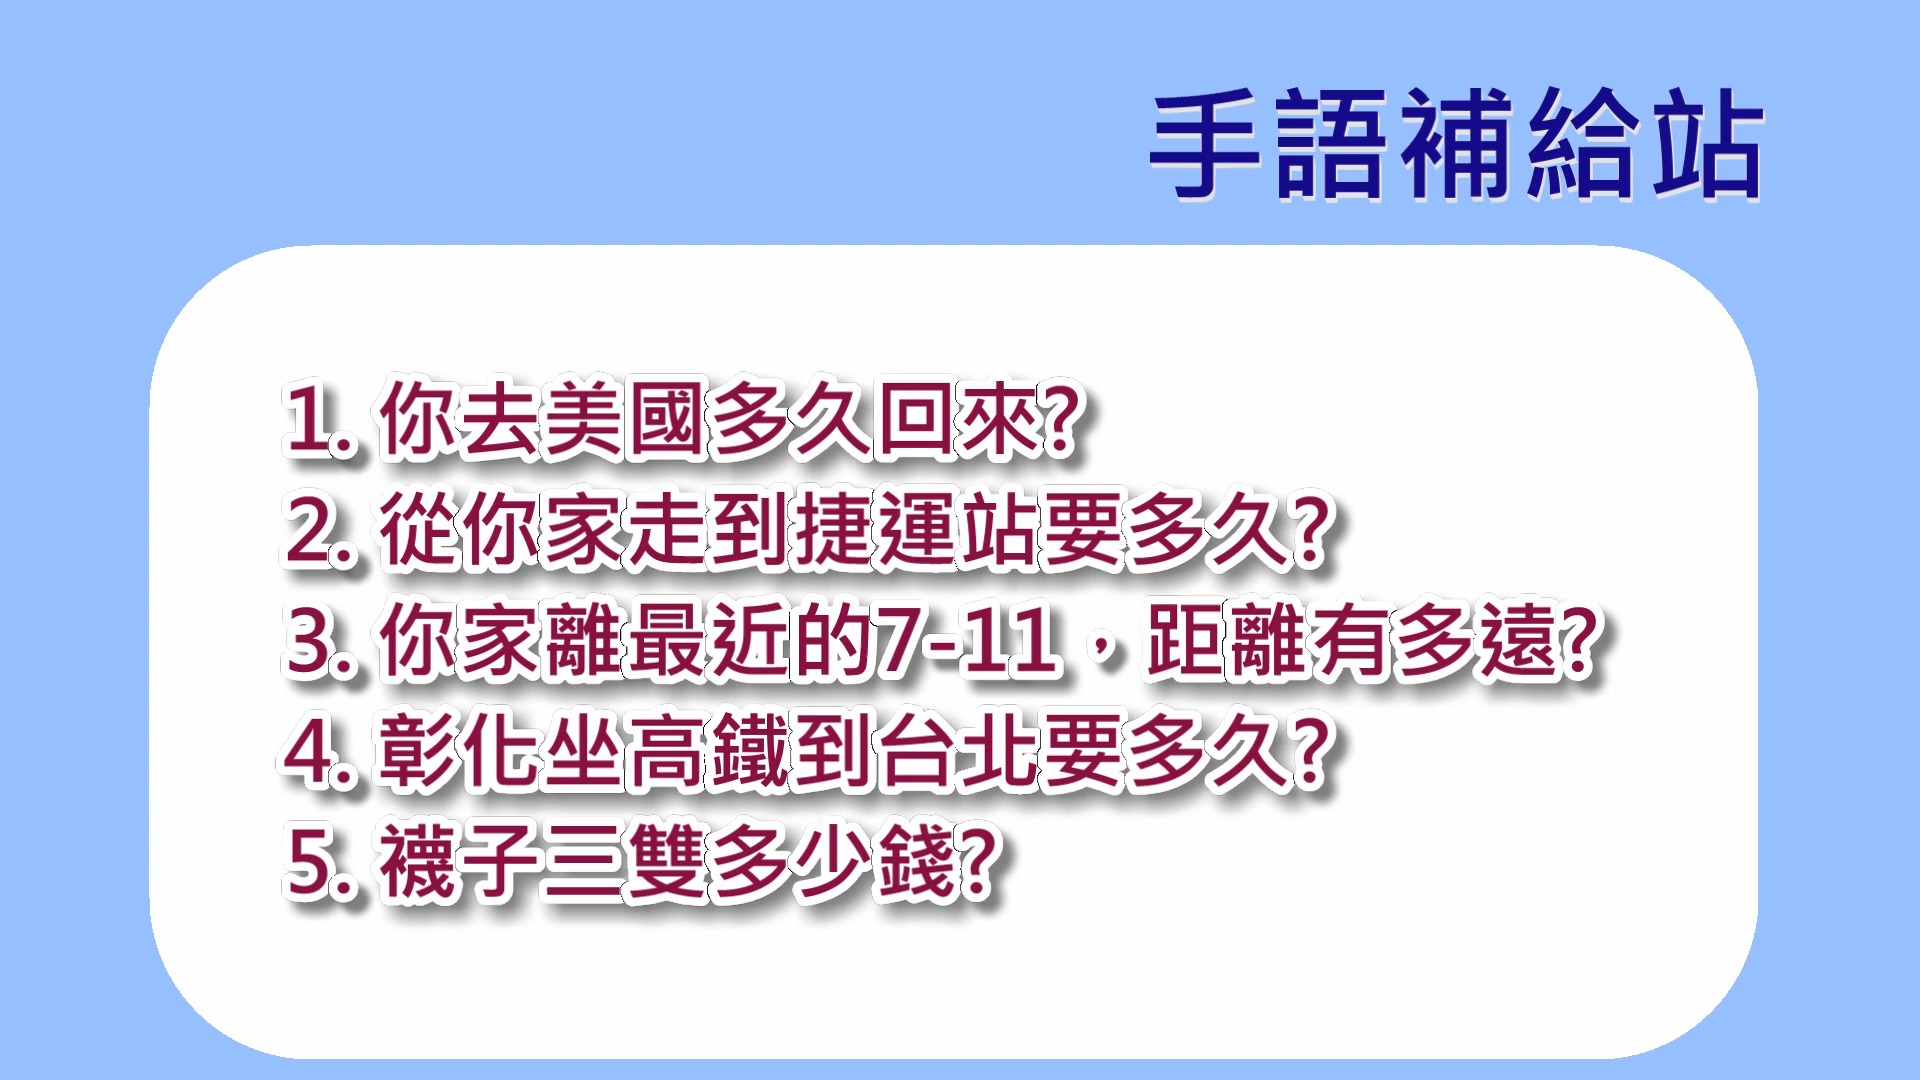 手語補給站
1. 你去美國多久回來?
2. 從你家走到捷運站要多久?
3. 你家離最近的7-11，距離有多遠?
4. 彰化坐高鐵到台北要多久?
5. 襪子三雙多少錢?